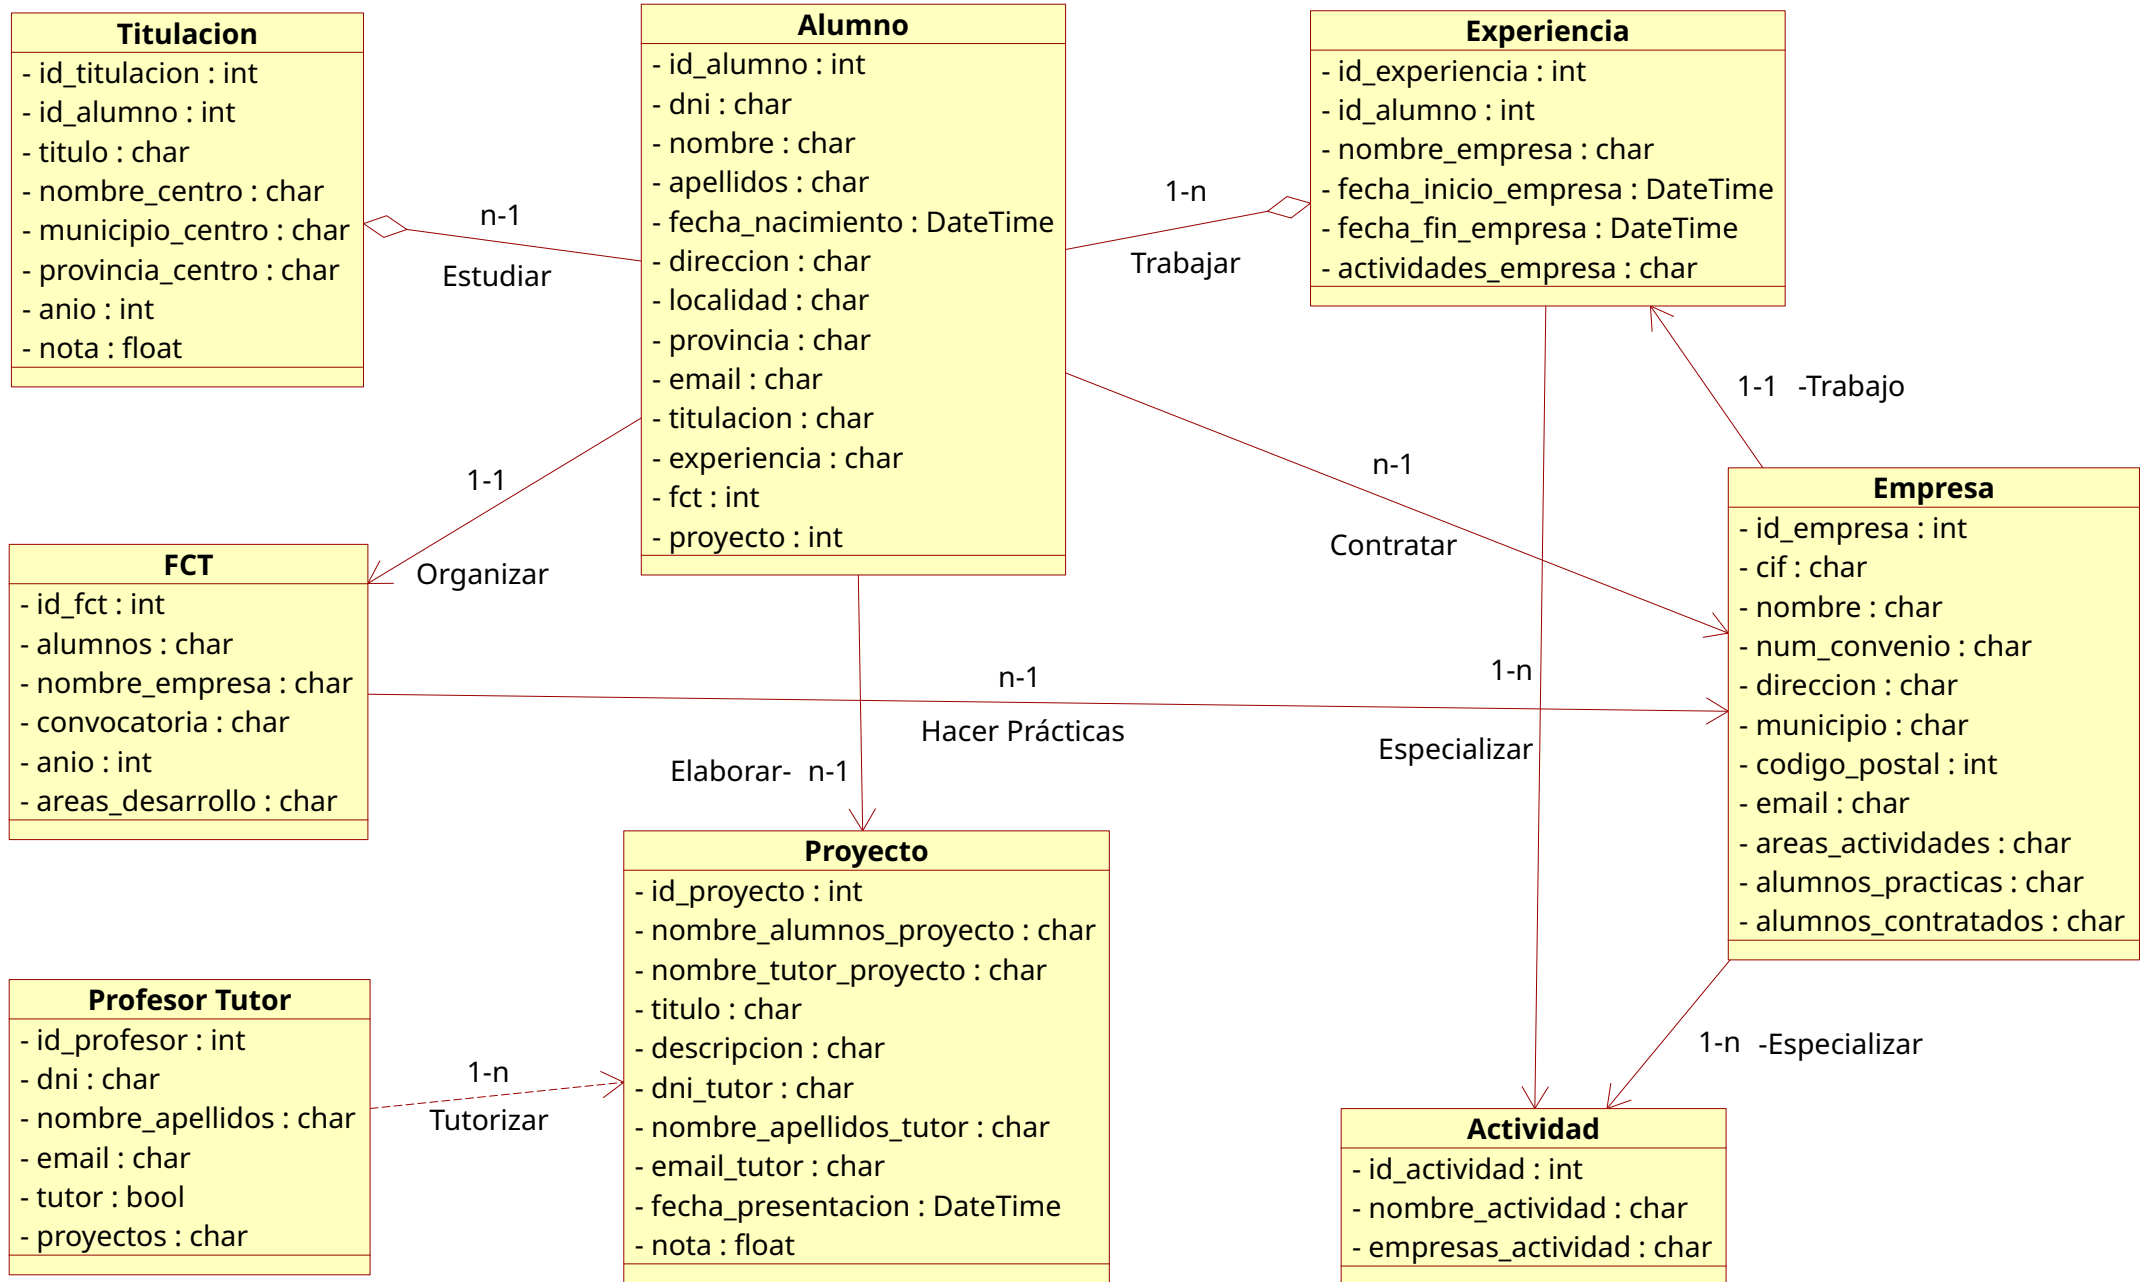 Titulacion
- id_titulacion : int
- id_alumno : int
- titulo : char
- nombre_centro : char
- municipio_centro : char
- provincia_centro : char
- anio : int
- nota : float
n-1
Estudiar
Alumno
- id_alumno : int
- dni : char
- nombre : char
- apellidos : char
- fecha_nacimiento : DateTime
- direccion : char
- localidad : char
- provincia : char
- email : char
- titulacion : char
- experiencia : char
- fct : int
- proyecto : int
1-n
Trabajar
Experiencia
- id_experiencia : int
- id_alumno : int
- nombre_empresa : char
- fecha_inicio_empresa : DateTime
- fecha_fin_empresa : DateTime
- actividades_empresa : char
1-1 -Trabajo
1-1
Organizar
n-1
Contratar
FCT
- id_fct : int
- alumnos : char
- nombre_empresa : char
- convocatoria : char
- anio : int
- areas_desarrollo : char
n-1
Hacer Prácticas
1-n
Especializar
Elaborar- n-1
Empresa
- id_empresa : int
- cif : char
- nombre : char
- num_convenio : char
- direccion : char
- municipio : char
- codigo_postal : int
- email : char
- areas_actividades : char
- alumnos_practicas : char
- alumnos_contratados : char
Profesor Tutor
- id_profesor : int
- dni : char
- nombre_apellidos : char
- email : char
- tutor : bool
- proyectos : char
1-n
Tutorizar
Proyecto
- id_proyecto : int
- nombre_alumnos_proyecto : char
- nombre_tutor_proyecto : char
- titulo : char
- descripcion : char
- dni_tutor : char
- nombre_apellidos_tutor : char
- email_tutor : char
- fecha_presentacion : DateTime
- nota : float
1-n -Especializar
Actividad
- id_actividad : int
- nombre_actividad : char
- empresas_actividad : char